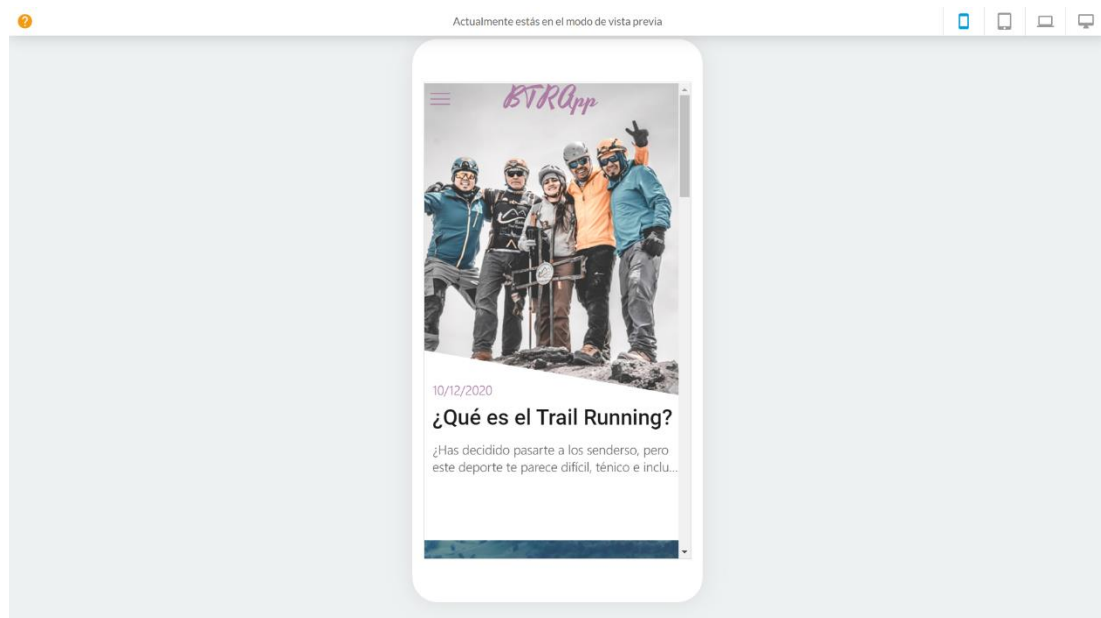 Actualmente estás en el modo de vista previa
BTRApp
10/12/2020
¿Qué es el Trail Running?
¿Has decidido pasarte a los senderso, pero
este deporte te parece difícil, ténico e inclu...